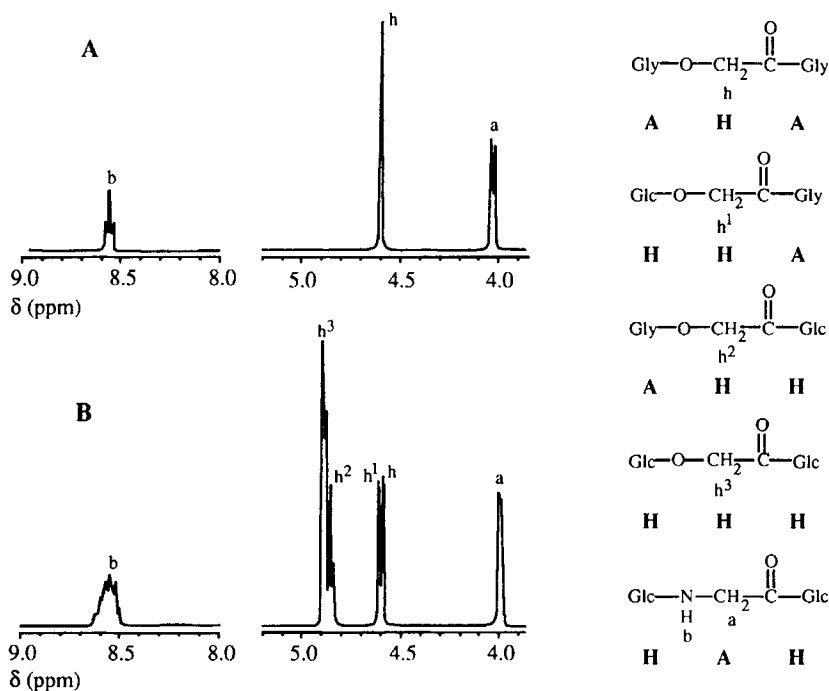 A
h
a
b
9.0 8.5 8.0
5.0 4.5 4.0
δ (ppm)
B
h3
h2
h1
h
a
b
9.0 8.5 8.0
5.0 4.5 4.0
δ (ppm)
O
Gly—O—CH2—C—Gly
h
A H A
O
Glc—O—CH2—C—Gly
h1
H H A
O
Gly—O—CH2—C—Glc
h2
A H H
O
Glc—O—CH2—C—Glc
h3
H H H
O
Glc—N—CH2—C—Glc
H a
b
H A H